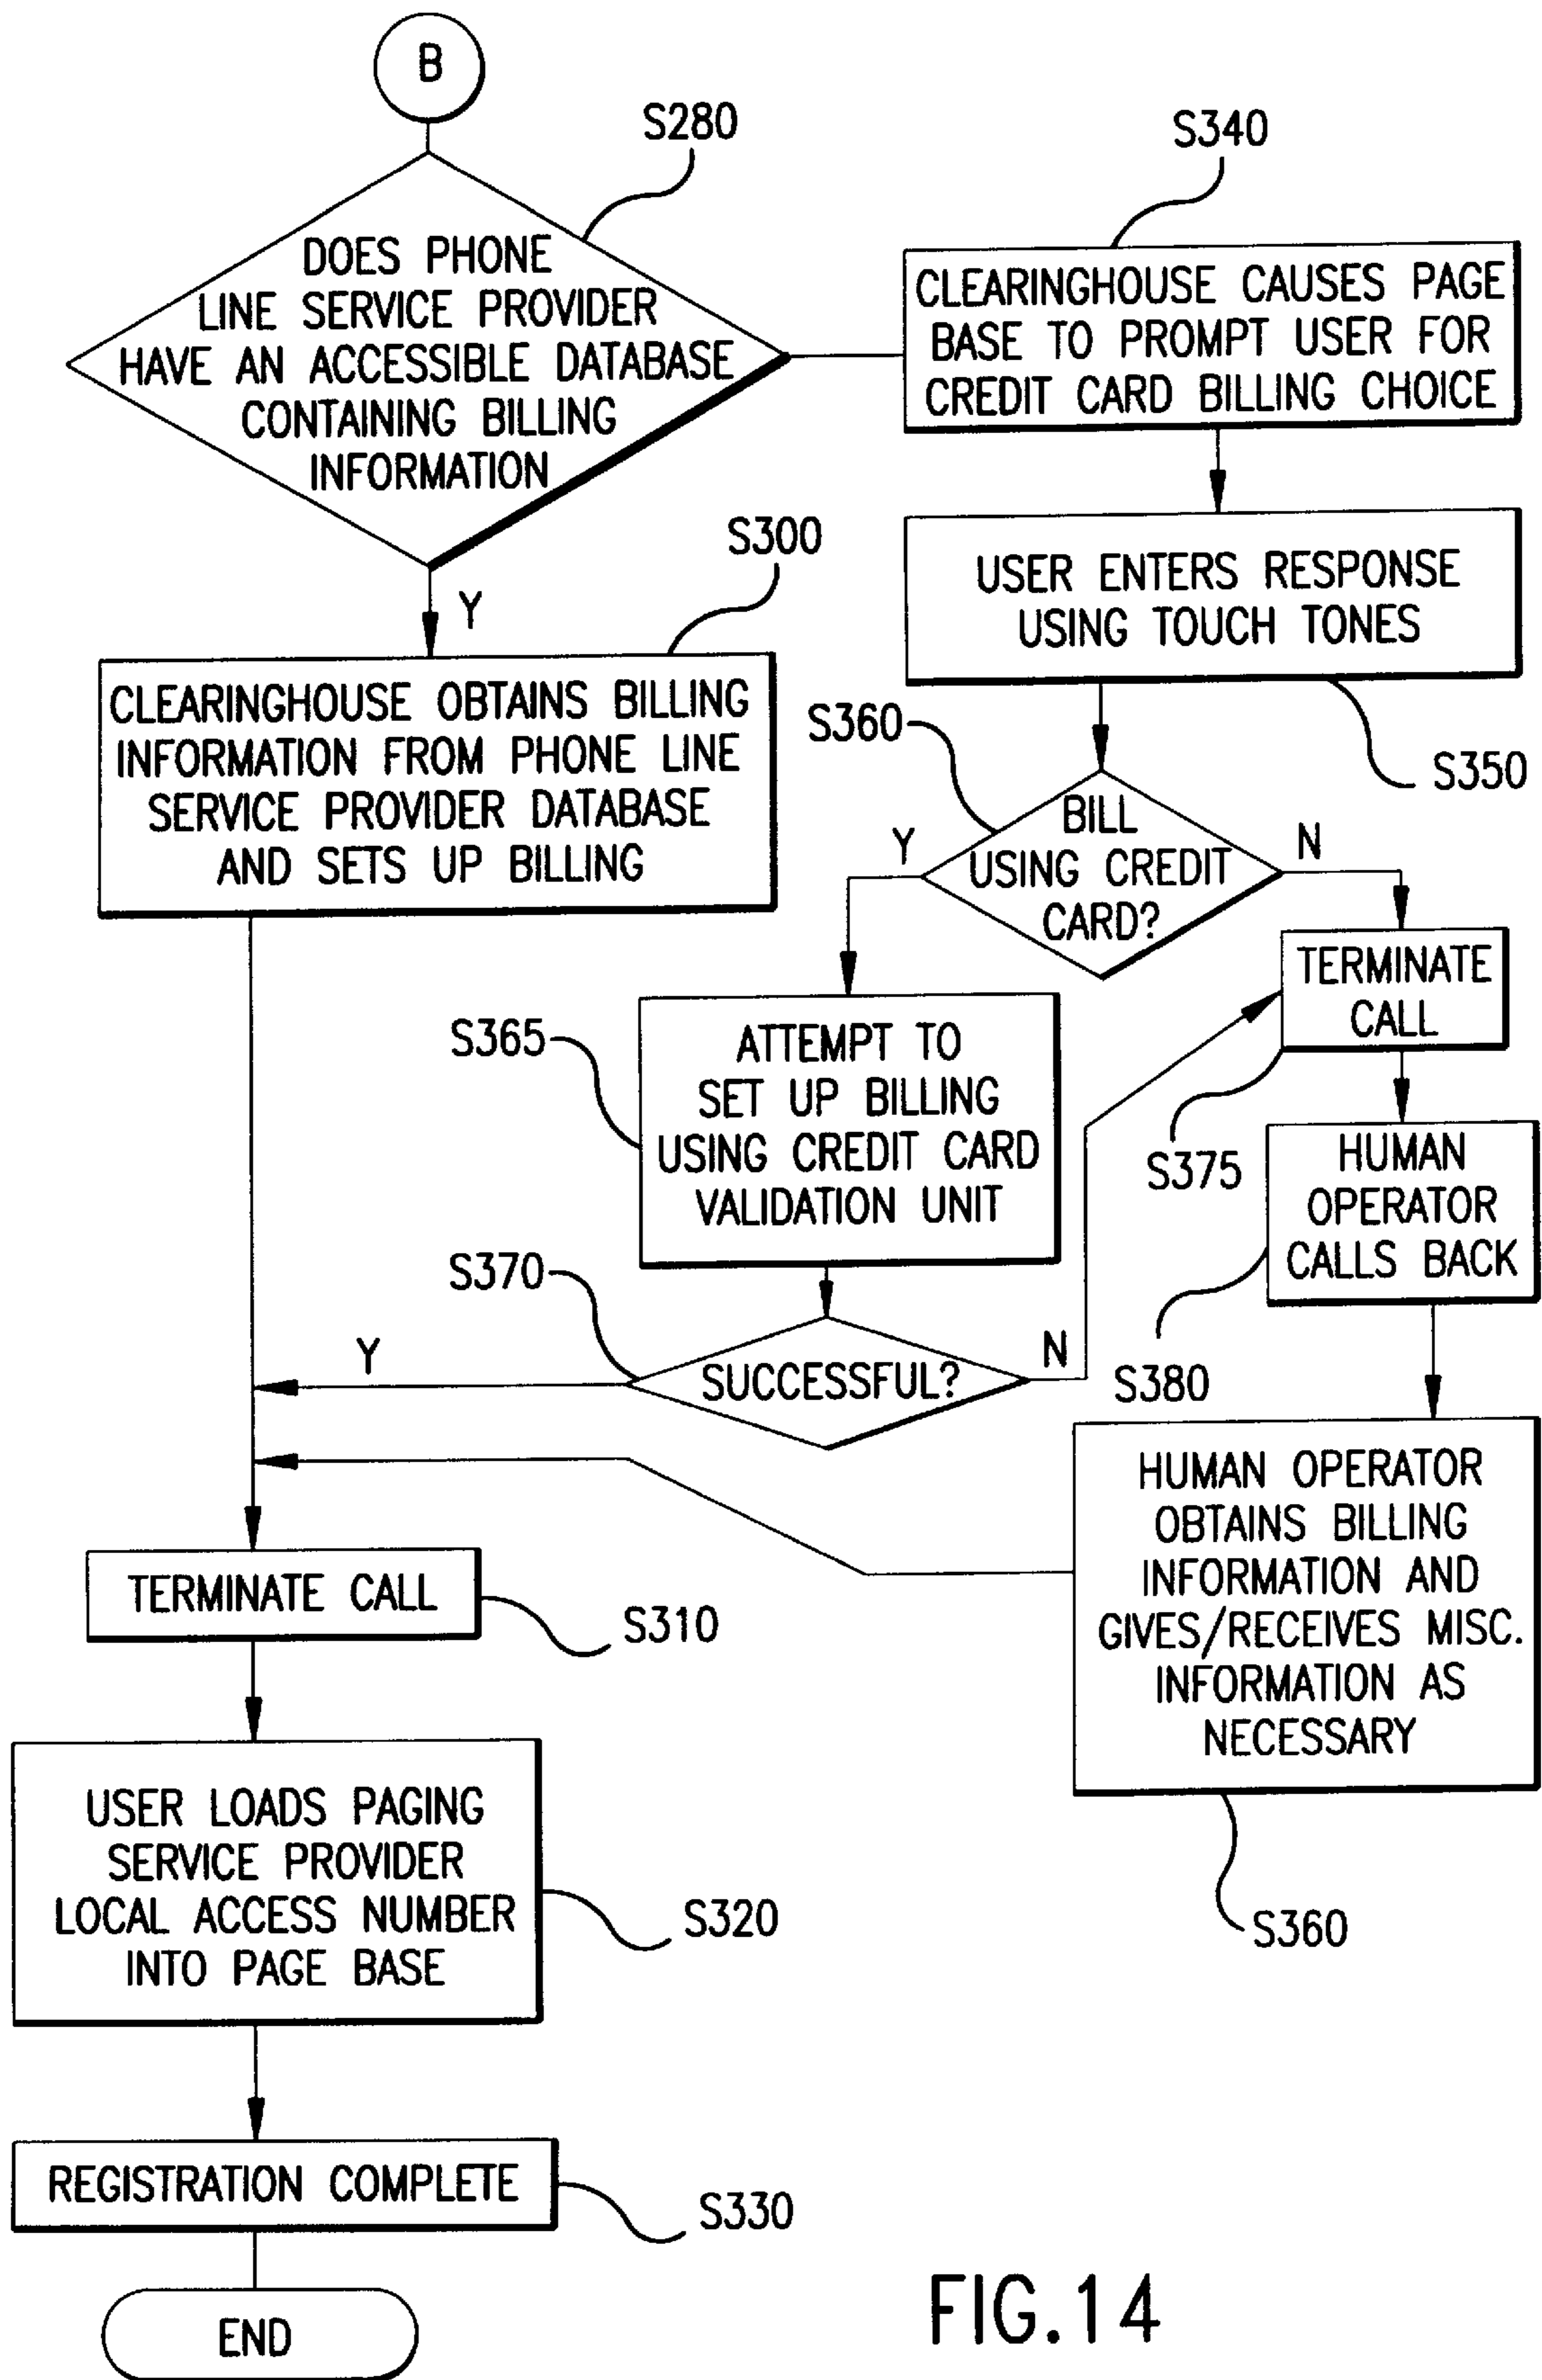 B
S280
DOES PHONE
LINE SERVICE PROVIDER
HAVE AN ACCESSIBLE DATABASE
CONTAINING BILLING
INFORMATION
S340
CLEARINGHOUSE CAUSES PAGE
BASE TO PROMPT USER FOR
CREDIT CARD BILLING CHOICE
USER ENTERS RESPONSE
USING TOUCH TONES
S350
Y
S300
CLEARINGHOUSE OBTAINS BILLING
INFORMATION FROM PHONE LINE
SERVICE PROVIDER DATABASE
AND SETS UP BILLING
S360
BILL
USING CREDIT
CARD?
Y
N
TERMINATE
CALL
S375
S365
ATTEMPT TO
SET UP BILLING
USING CREDIT CARD
VALIDATION UNIT
HUMAN
OPERATOR
CALLS BACK
S380
S370
SUCCESSFUL?
Y
N
HUMAN OPERATOR
OBTAINS BILLING
INFORMATION AND
GIVES/RECEIVES MISC.
INFORMATION AS
NECESSARY
S360
TERMINATE CALL
S310
USER LOADS PAGING
SERVICE PROVIDER
LOCAL ACCESS NUMBER
INTO PAGE BASE
S320
REGISTRATION COMPLETE
S330
END
FIG.14